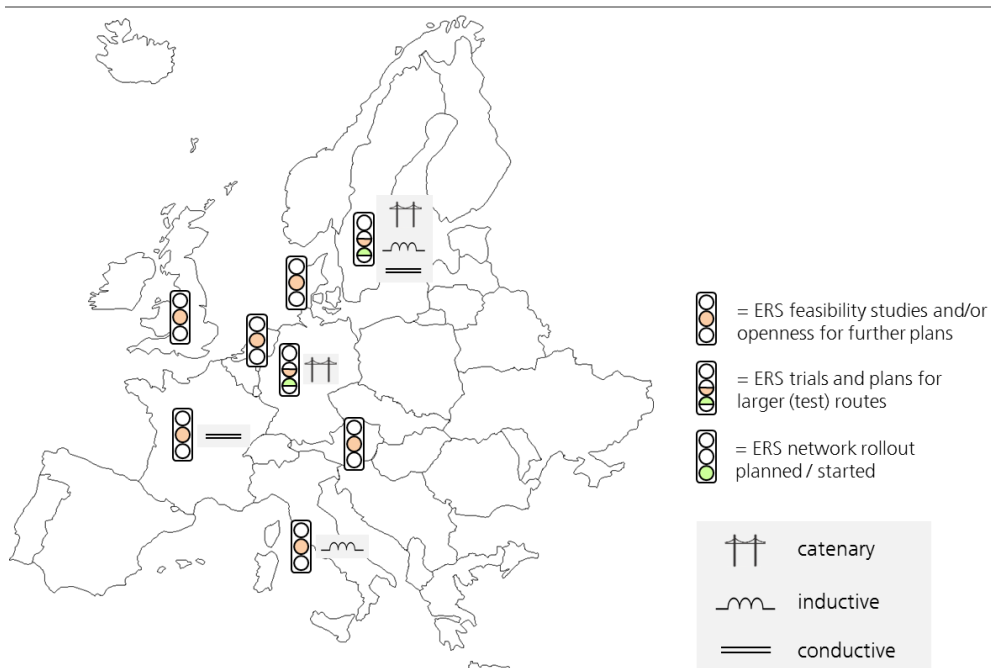 = ERS feasibility studies and/or
openness for further plans
= ERS trials and plans for
larger (test) routes
= ERS network rollout
planned / started
catenary
inductive
conductive